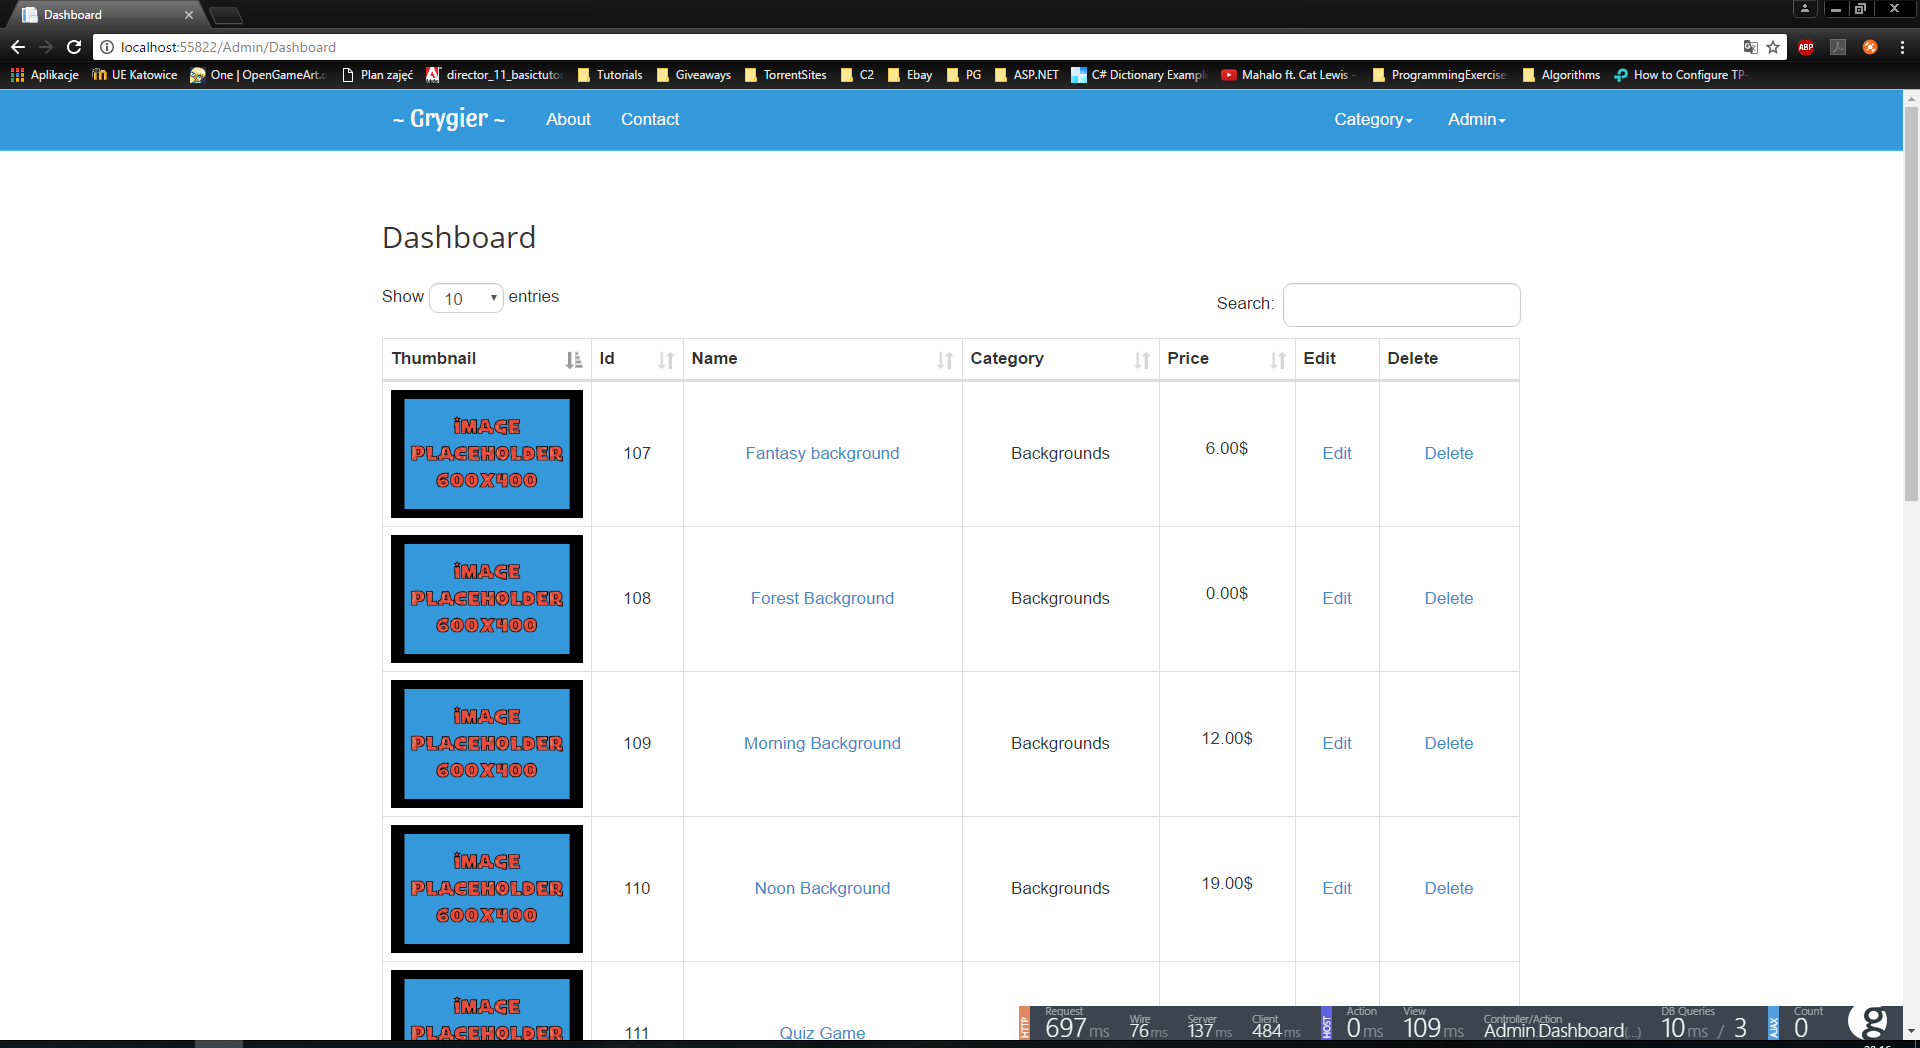 Dashboard
localhost:55822/Admin/Dashboard
ABP
Aplikacje UE Katowice One | OpenGameArt.o Plan zajęć director_11_basictutor Tutorials Giveaways TorrentSites C2 Ebay PG ASP.NET C# Dictionary Exampl Mahalo ft. Cat Lewis - ProgrammingExercise Algorithms How to Configure TP-
~ Grygier ~ About Contact Category Admin
Dashboard
Show 10 entries Search:
Thumbnail Id Name Category Price Edit Delete
IMAGE
PLACEHOLDER
600X400
107 Fantasy background Backgrounds 6.00$ Edit Delete
IMAGE
PLACEHOLDER
600X400
108 Forest Background Backgrounds 0.00$ Edit Delete
IMAGE
PLACEHOLDER
600X400
109 Morning Background Backgrounds 12.00$ Edit Delete
IMAGE
PLACEHOLDER
600X400
110 Noon Background Backgrounds 19.00$ Edit Delete
IMAGE
PLACEHOLDER
111 Quiz Game
HTTP Request 697 ms Wire 76 ms Server 137 ms Client 484 ms HOST Action 0 ms View 109 ms Controller/Action Admin.Dashboard(...) DB Queries 10 ms / 3 AJAX Count 0 g